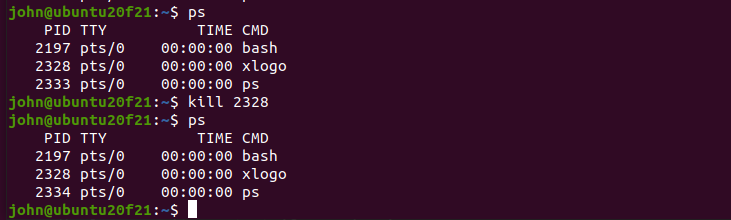 john@ubuntu20f21:~$ ps
    PID TTY          TIME CMD
   2197 pts/0    00:00:00 bash
   2328 pts/0    00:00:00 xlogo
   2333 pts/0    00:00:00 ps
john@ubuntu20f21:~$ kill 2328
john@ubuntu20f21:~$ ps
    PID TTY          TIME CMD
   2197 pts/0    00:00:00 bash
   2328 pts/0    00:00:00 xlogo
   2334 pts/0    00:00:00 ps
john@ubuntu20f21:~$